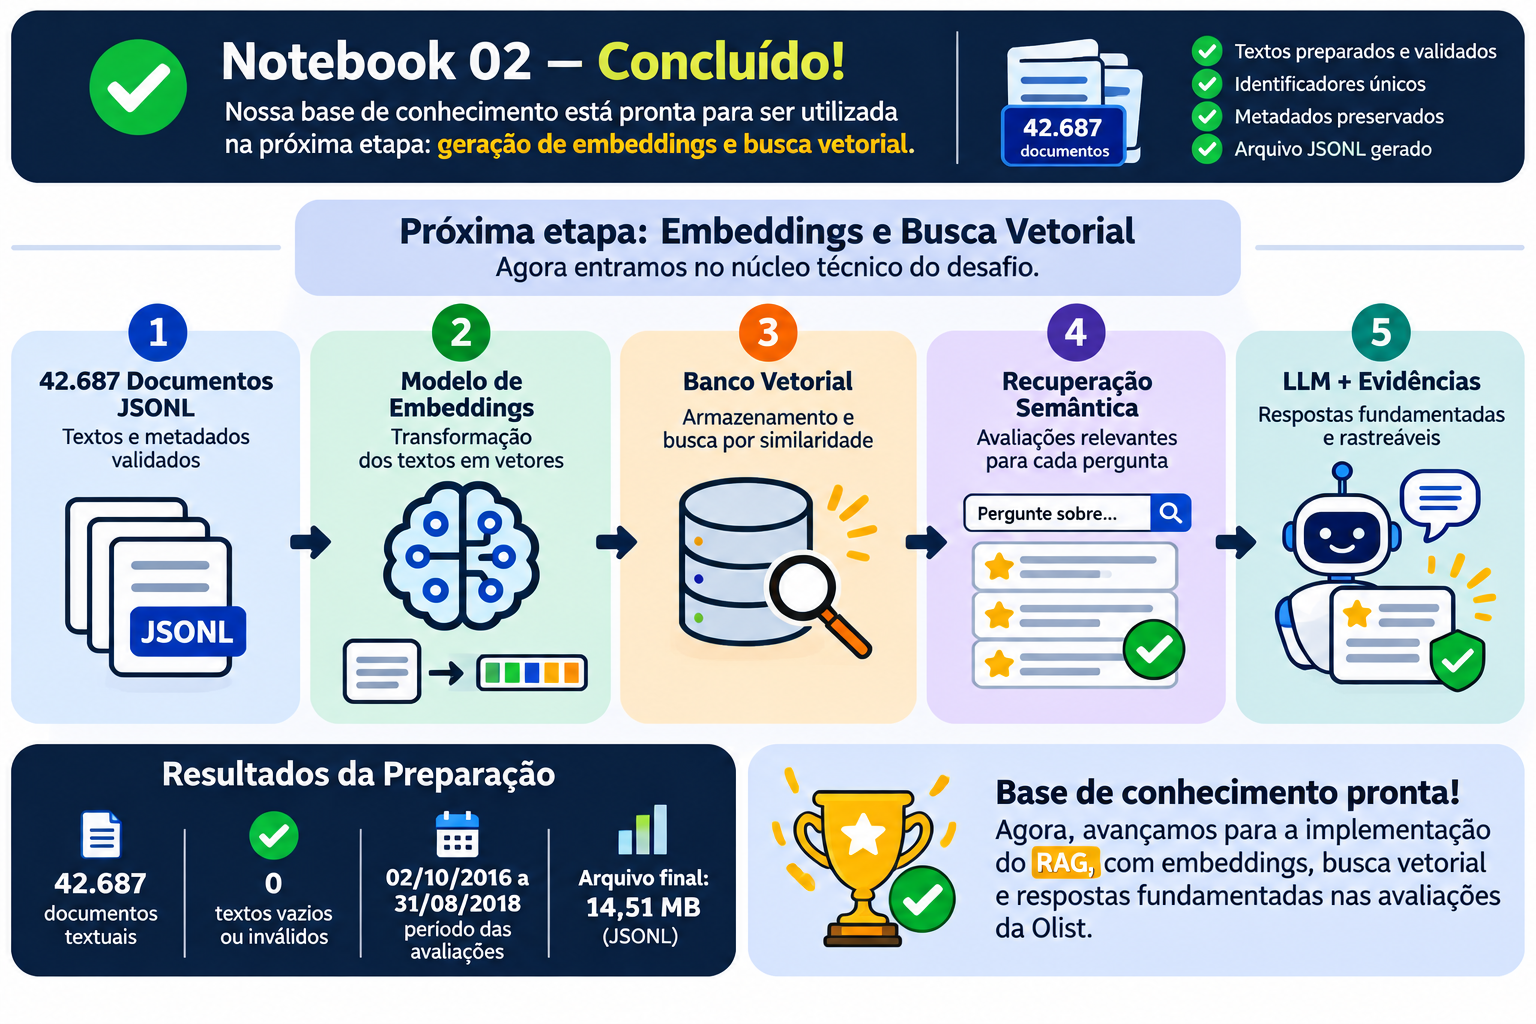 Notebook 02 – Concluído!
Nossa base de conhecimento está pronta para ser utilizada
na próxima etapa: geração de embeddings e busca vetorial.
42.687
documentos
Textos preparados e validados
Identificadores únicos
Metadados preservados
Arquivo JSONL gerado
Próxima etapa: Embeddings e Busca Vetorial
Agora entramos no núcleo técnico do desafio.
1
42.687 Documentos
JSONL
Textos e metadados
validados
JSONL
2
Modelo de
Embeddings
Transformação
dos textos em vetores
3
Banco Vetorial
Armazenamento e
busca por similaridade
4
Recuperação
Semântica
Avaliações relevantes
para cada pergunta
Pergunte sobre...
5
LLM + Evidências
Respostas fundamentadas
e rastreáveis
Resultados da Preparação
42.687
documentos
textuais
0
textos vazios
ou inválidos
02/10/2016 a
31/08/2018
período das
avaliações
Arquivo final:
14,51 MB
(JSONL)
Base de conhecimento pronta!
Agora, avançamos para a implementação
do RAG, com embeddings, busca vetorial
e respostas fundamentadas nas avaliações
da Olist.